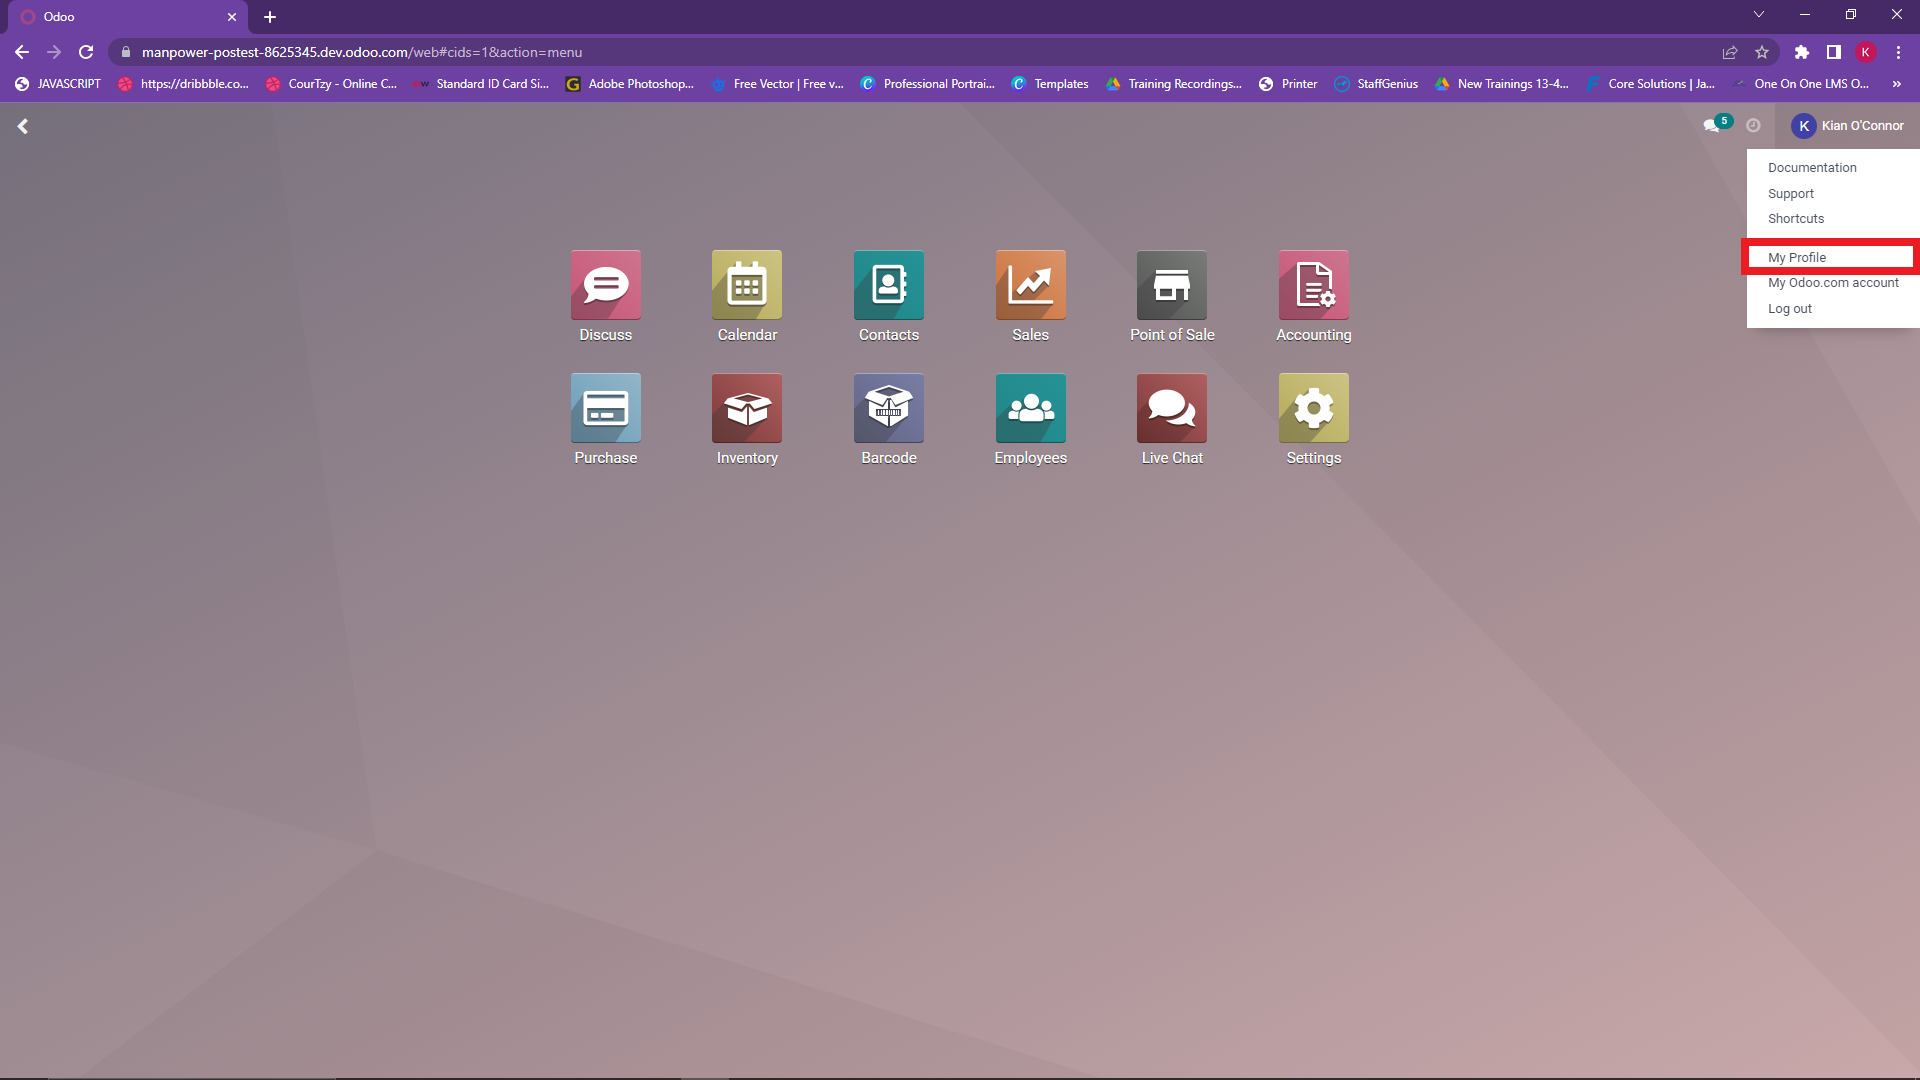 Odoo
manpower-postest-8625345.dev.odoo.com/web#cids=1&action=menu
K
JAVASCRIPT https://dribbble.co... CourTzy - Online C... Standard ID Card Si... Adobe Photoshop... Free Vector | Free v... Professional Portrai... Templates Training Recordings... Printer StaffGenius New Trainings 13-4... Core Solutions | Ja... One On One LMS O... »
5 K Kian O'Connor
Documentation
Support
Shortcuts
My Profile
My Odoo.com account
Log out
Discuss Calendar Contacts Sales Point of Sale Accounting
Purchase Inventory Barcode Employees Live Chat Settings